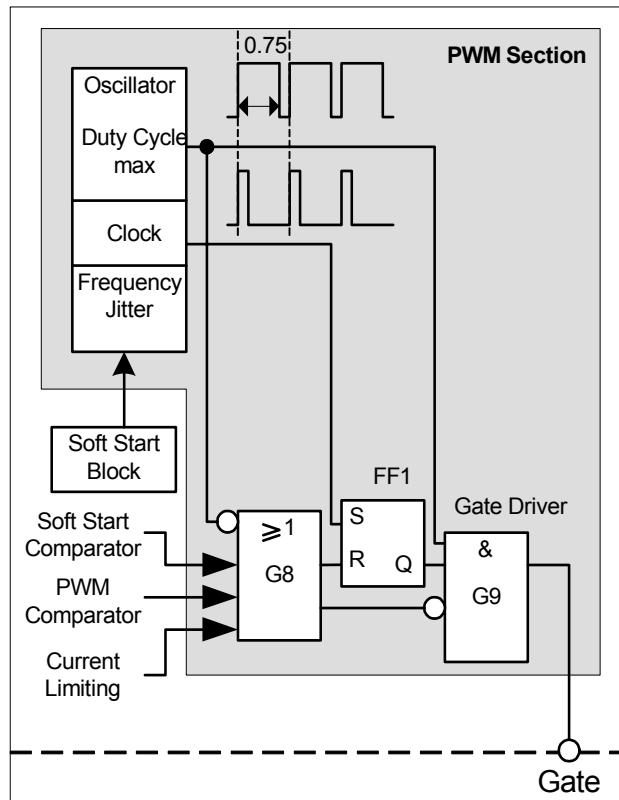 0.75
PWM Section
Oscillator
Duty Cycle
max
Clock
Frequency
Jitter
Soft Start
Block
FF1
Gate Driver
Soft Start
Comparator
PWM
Comparator
Current
Limiting
≥1
G8
S
R
Q
&
G9
Gate